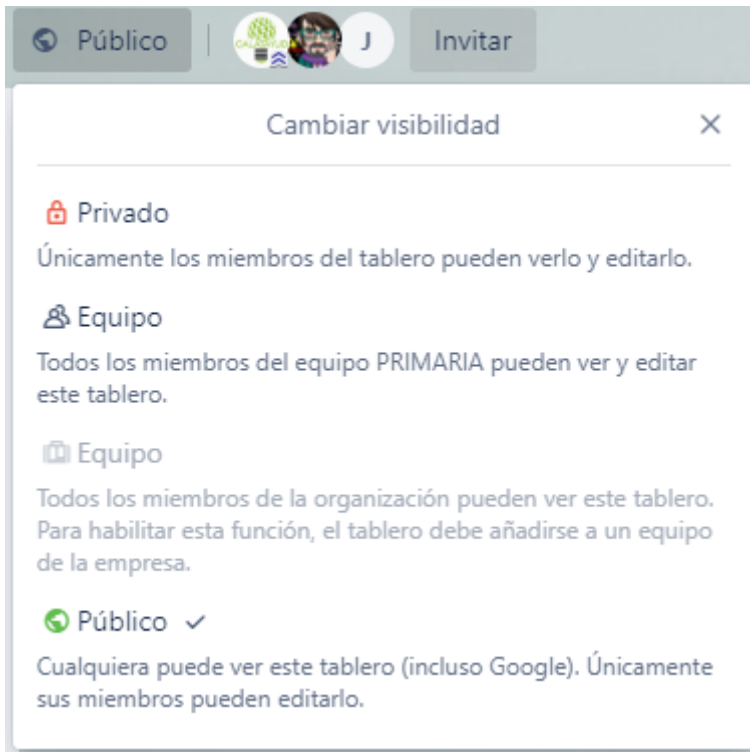 Público
J
Invitar
Cambiar visibilidad
Privado
Únicamente los miembros del tablero pueden verlo y editarlo.
Equipo
Todos los miembros del equipo PRIMARIA pueden ver y editar
este tablero.
Equipo
Todos los miembros de la organización pueden ver este tablero.
Para habilitar esta función, el tablero debe añadirse a un equipo
de la empresa.
Público
Cualquiera puede ver este tablero (incluso Google). Únicamente
sus miembros pueden editarlo.